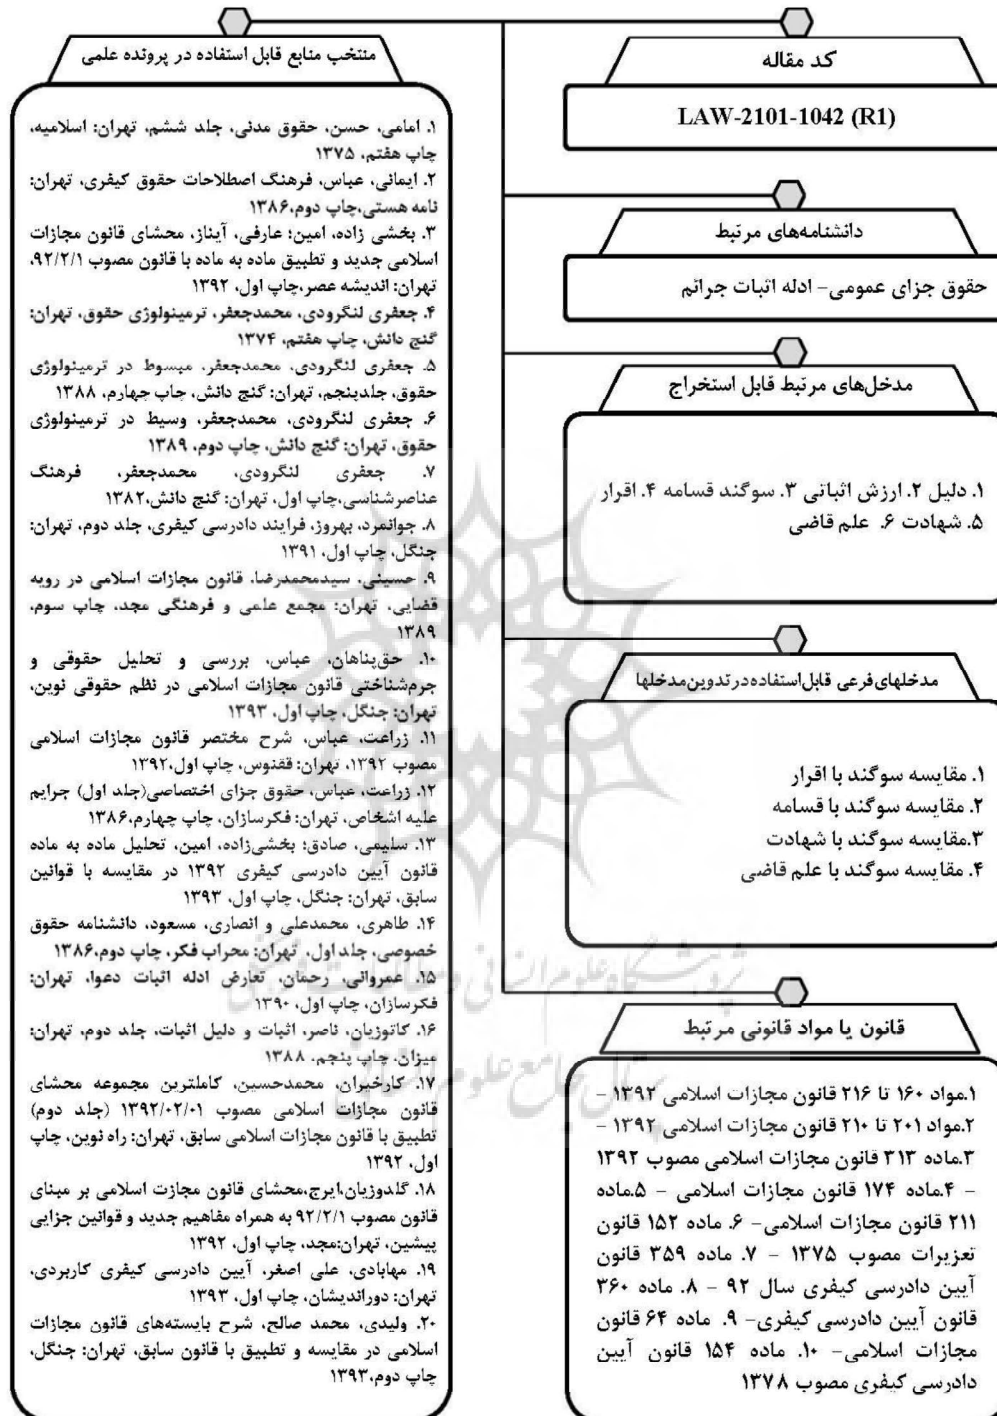 کد مقاله
LAW-2101-1042 (R1)
دانشنامه‌های مرتبط
حقوق جزای عمومی- ادله اثبات جرائم
مدخل‌های مرتبط قابل استخراج
۱. دلیل ۲. ارزش اثباتی ۳. سوگند قسامه ۴. اقرار
۵. شهادت ۶. علم قاضی
مدخلهای فرعی قابل استفاده در تدوین مدخلها
۱. مقایسه سوگند با اقرار
۲. مقایسه سوگند با قسامه
۳.مقایسه سوگند با شهادت
۴. مقایسه سوگند با علم قاضی
قانون یا مواد قانونی مرتبط
۱.مواد ۱۶۰ تا ۲۱۶ قانون مجازات اسلامی ۱۳۹۲ –
۲.مواد ۲۰۱ تا ۲۱۰ قانون مجازات اسلامی ۱۳۹۲ –
۳.ماده ۳۱۳ قانون مجازات اسلامی مصوب ۱۳۹۲
– ۴.ماده ۱۷۴ قانون مجازات اسلامی – ۵.ماده
۲۱۱ قانون مجازات اسلامی– ۶. ماده ۱۵۲ قانون
تعزیرات مصوب ۱۳۷۵ – ۷. ماده ۳۵۹ قانون
آیین دادرسی کیفری سال ۹۲ – ۸. ماده ۳۶۰
قانون آیین دادرسی کیفری– ۹. ماده ۶۴ قانون
مجازات اسلامی– ۱۰. ماده ۱۵۴ قانون آیین
دادرسی کیفری مصوب ۱۳۷۸
منتخب منابع قابل استفاده در پرونده علمی
۱. امامی، حسن، حقوق مدنی، جلد ششم، تهران: اسلامیه،
چاپ هفتم، ۱۳۷۵
۲. ایمانی، عباس، فرهنگ اصطلاحات حقوق کیفری، تهران:
نامه هستی،چاپ دوم،۱۳۸۶
۳. بخشی زاده، امین؛ عارفی، آیناز، محشای قانون مجازات
اسلامی جدید و تطبیق ماده به ماده با قانون مصوب ۹۲/۲/۱،
تهران: اندیشه عصر،چاپ اول، ۱۳۹۲
۴. جعفری لنگرودی، محمدجعفر، ترمینولوژی حقوق، تهران:
گنج دانش، چاپ هفتم، ۱۳۷۴
۵. جعفری لنگرودی، محمدجعفر، مبسوط در ترمینولوژی
حقوق، جلدپنجم، تهران: گنج دانش، چاپ چهارم، ۱۳۸۸
۶. جعفری لنگرودی، محمدجعفر، وسیط در ترمینولوژی
حقوق، تهران: گنج دانش، چاپ دوم، ۱۳۸۹
۷. جعفری لنگرودی، محمدجعفر، فرهنگ
عناصرشناسی،چاپ اول، تهران: گنج دانش،۱۳۸۲
۸. جوانمرد، بهروز، فرایند دادرسی کیفری، جلد دوم، تهران:
جنگل، چاپ اول، ۱۳۹۱
۹. حسینی، سیدمحمدرضا، قانون مجازات اسلامی در رویه
قضایی، تهران: مجمع علمی و فرهنگی مجد، چاپ سوم،
۱۳۸۹
۱۰. حق‌پناهان، عباس، بررسی و تحلیل حقوقی و
جرم‌شناختی قانون مجازات اسلامی در نظم حقوقی نوین،
تهران: جنگل، چاپ اول، ۱۳۹۳
۱۱. زراعت، عباس، شرح مختصر قانون مجازات اسلامی
مصوب ۱۳۹۲، تهران: ققنوس، چاپ اول،۱۳۹۲
۱۲. زراعت، عباس، حقوق جزای اختصاصی(جلد اول) جرایم
علیه اشخاص، تهران: فکرسازان، چاپ چهارم،۱۳۸۶
۱۳. سلیمی، صادق؛ بخشی‌زاده، امین، تحلیل ماده به ماده
قانون آیین دادرسی کیفری ۱۳۹۲ در مقایسه با قوانین
سابق، تهران: جنگل، چاپ اول، ۱۳۹۳
۱۴. طاهری، محمدعلی و انصاری، مسعود، دانشنامه حقوق
خصوصی، جلد اول، تهران: محراب فکر، چاپ دوم،۱۳۸۶
۱۵. عمروانی، رحمان، تعارض ادله اثبات دعوا، تهران:
فکرسازان، چاپ اول، ۱۳۹۰
۱۶. کاتوزیان، ناصر، اثبات و دلیل اثبات، جلد دوم، تهران:
میزان، چاپ پنجم، ۱۳۸۸
۱۷. کارخیران، محمدحسین، کاملترین مجموعه محشای
قانون مجازات اسلامی مصوب ۱۳۹۲/۰۲/۰۱ (جلد دوم)
تطبیق با قانون مجازات اسلامی سابق، تهران: راه نوین، چاپ
اول، ۱۳۹۲
۱۸. گلدوزیان،ایرج،محشای قانون مجازت اسلامی بر مبنای
قانون مصوب ۹۲/۲/۱ به همراه مفاهیم جدید و قوانین جزایی
پیشین، تهران:مجد، چاپ اول، ۱۳۹۲
۱۹. مهابادی، علی اصغر، آیین دادرسی کیفری کاربردی،
تهران: دوراندیشان، چاپ اول، ۱۳۹۳
۲۰. ولیدی، محمد صالح، شرح بایسته‌های قانون مجازات
اسلامی در مقایسه و تطبیق با قانون سابق، تهران: جنگل،
چاپ دوم،۱۳۹۳
پژوهشگاه علوم انسانی و مطالعات فرهنگی
پرتال جامع علوم انسانی